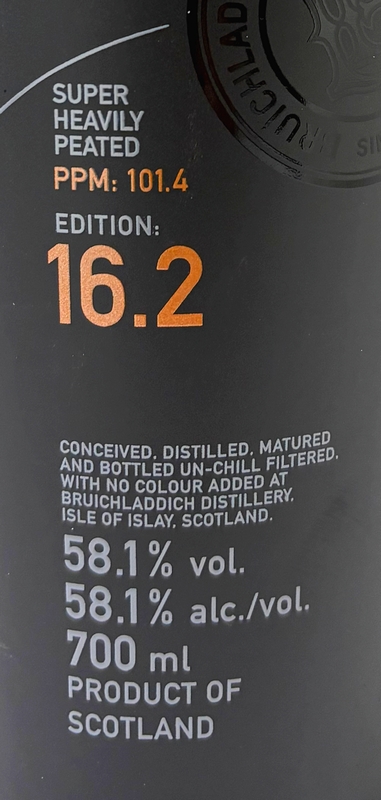 BRUICHLAD
SUPER
HEAVILY
PEATED
PPM: 101.4
EDITION:
16.2
CONCEIVED, DISTILLED, MATURED
AND BOTTLED UN-CHILL FILTERED,
WITH NO COLOUR ADDED AT
BRUICHLADDICH DISTILLERY,
ISLE OF ISLAY, SCOTLAND.
58.1% vol.
58.1% alc./vol.
700 ml
PRODUCT OF
SCOTLAND